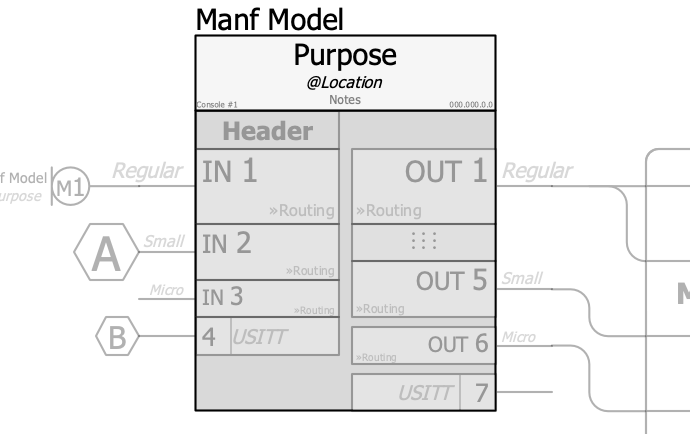 Manf Model
Purpose
@Location
Notes
Console #1
000.000.0.0
Header
Regular
IN 1
»Routing
OUT 1
»Routing
Regular
f Model
urpose
M1
A
Small
IN 2
»Routing
OUT 5
»Routing
Small
Micro
IN 3
»Routing
B
4 USITT
OUT 6
»Routing
Micro
USITT 7
M